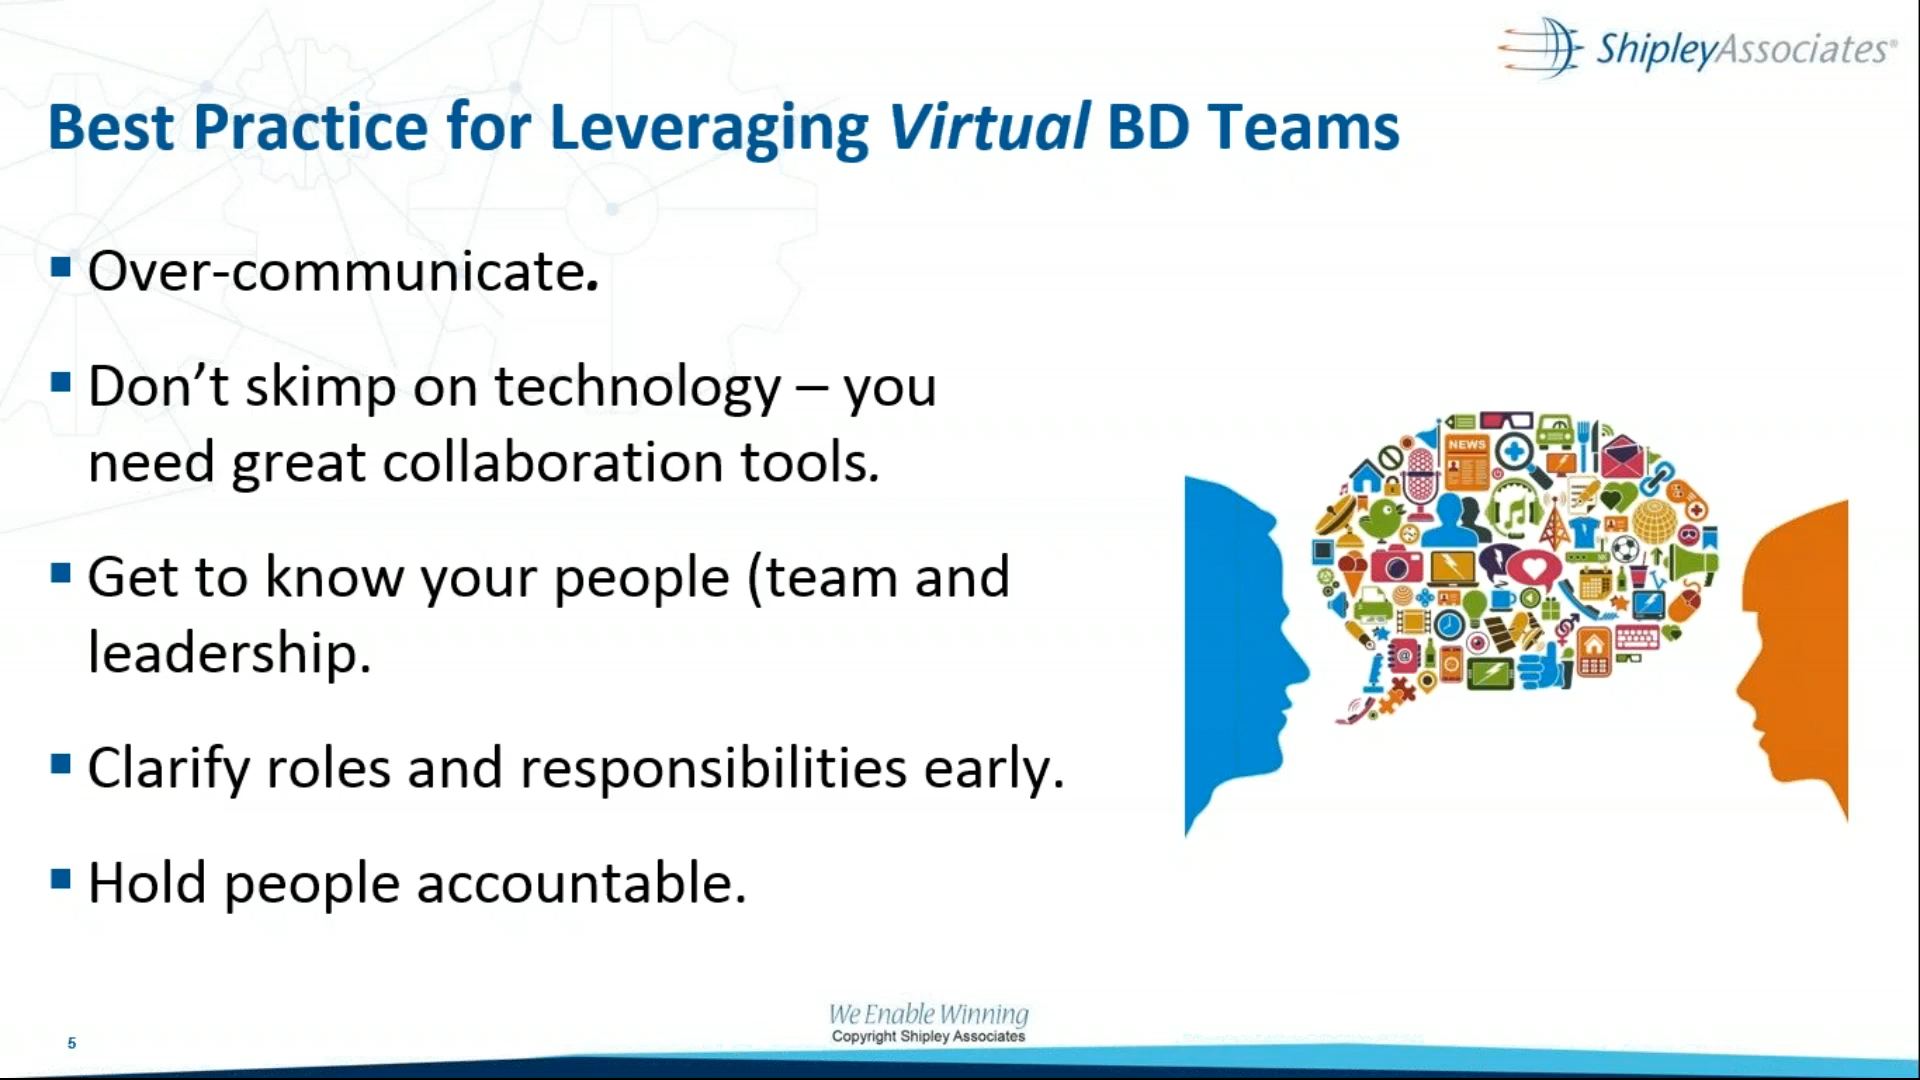 ShipleyAssociates®
Best Practice for Leveraging Virtual BD Teams
▪ Over-communicate.
▪ Don’t skimp on technology – you
need great collaboration tools.
▪ Get to know your people (team and
leadership.
▪ Clarify roles and responsibilities early.
▪ Hold people accountable.
NEWS
We Enable Winning
Copyright Shipley Associates
5